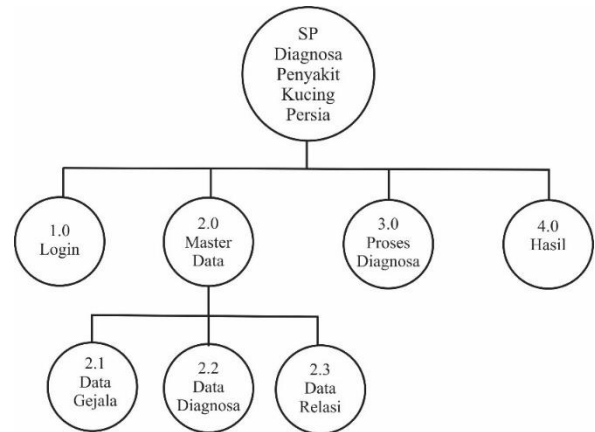 SP
Diagnosa
Penyakit
Kucing
Persia
1.0
Login
2.0
Master
Data
3.0
Proses
Diagnosa
4.0
Hasil
2.1
Data
Gejala
2.2
Data
Diagnosa
2.3
Data
Relasi